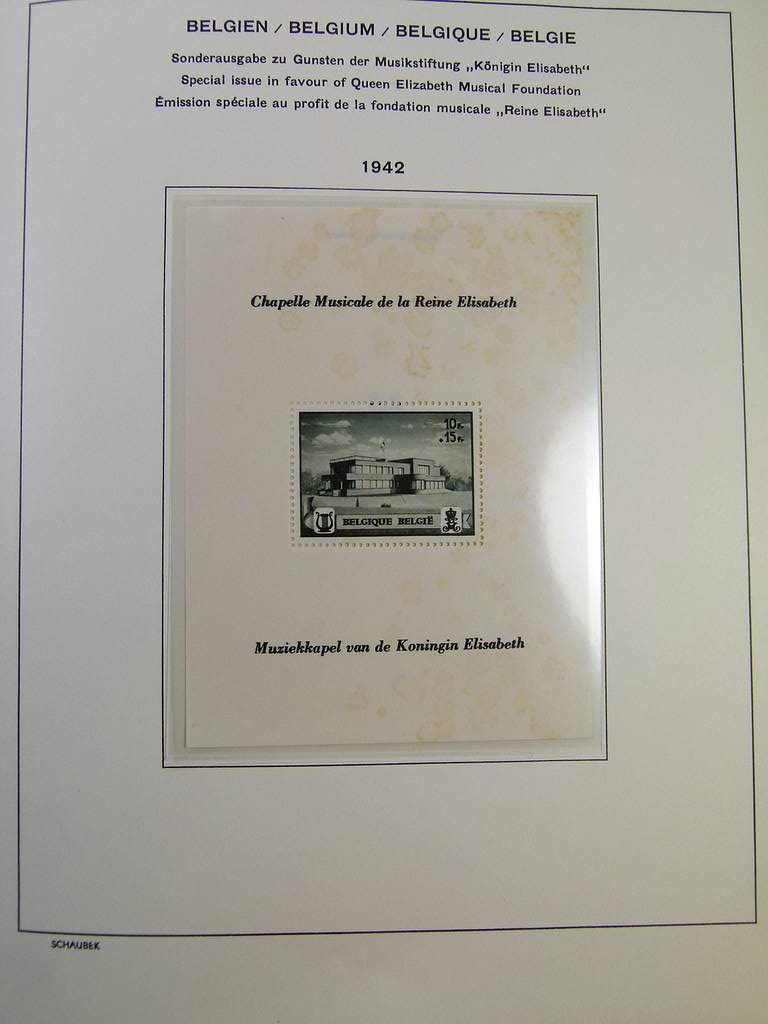 BELGIEN / BELGIUM / BELGIQUE / BELGIE
Sonderausgabe zu Gunsten der Musikstiftung „Königin Elisabeth“
Special issue in favour of Queen Elizabeth Musical Foundation
Émission spéciale au profit de la fondation musicale „Reine Elisabeth“
1942
Chapelle Musicale de la Reine Elisabeth
10Fr
+15Fr
BELGIQUE BELGIË
Muziekkapel van de Koningin Elisabeth
SCHAUBEK